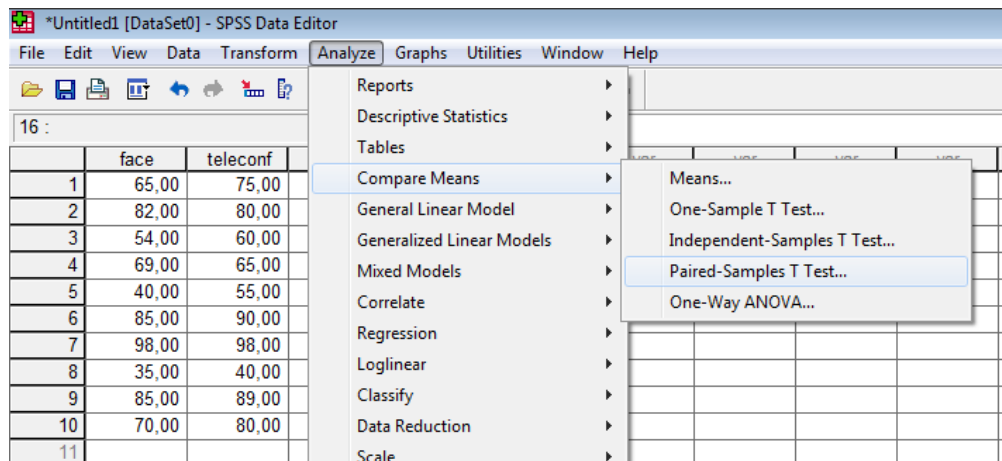 *Untitled1 [DataSet0] - SPSS Data Editor
File Edit View Data Transform Analyze Graphs Utilities Window Help
16 :
face teleconf
1 65,00 75,00
2 82,00 80,00
3 54,00 60,00
4 69,00 65,00
5 40,00 55,00
6 85,00 90,00
7 98,00 98,00
8 35,00 40,00
9 85,00 89,00
10 70,00 80,00
11
Reports
Descriptive Statistics
Tables
Compare Means
General Linear Model
Generalized Linear Models
Mixed Models
Correlate
Regression
Loglinear
Classify
Data Reduction
Scale
Means...
One-Sample T Test...
Independent-Samples T Test...
Paired-Samples T Test...
One-Way ANOVA...